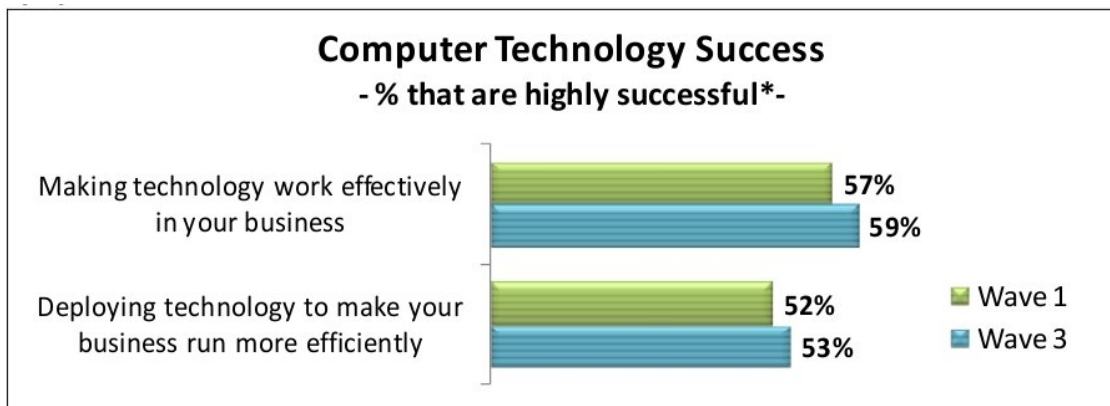 Computer Technology Success
- % that are highly successful*-
Making technology work effectively
in your business
57%
59%
Deploying technology to make your
business run more efficiently
52%
53%
Wave 1
Wave 3